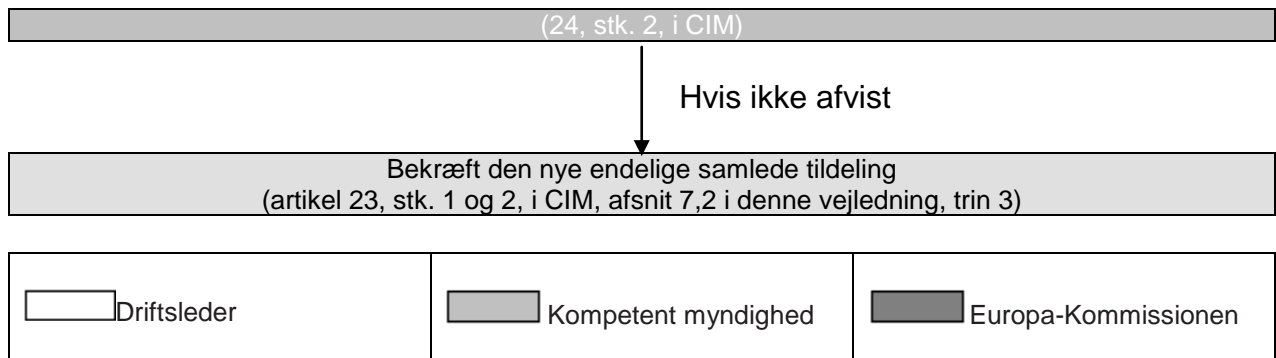 (24, stk. 2, i CIM)
Hvis ikke afvist
Bekræft den nye endelige samlede tildeling
(artikel 23, stk. 1 og 2, i CIM, afsnit 7,2 i denne vejledning, trin 3)
Driftsleder
Kompetent myndighed
Europa-Kommissionen